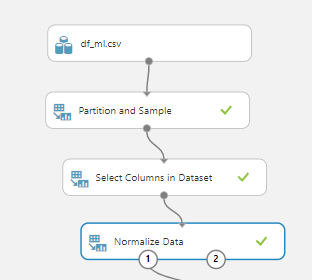 df_ml.csv
Partition and Sample
Select Columns in Dataset
Normalize Data
1 2